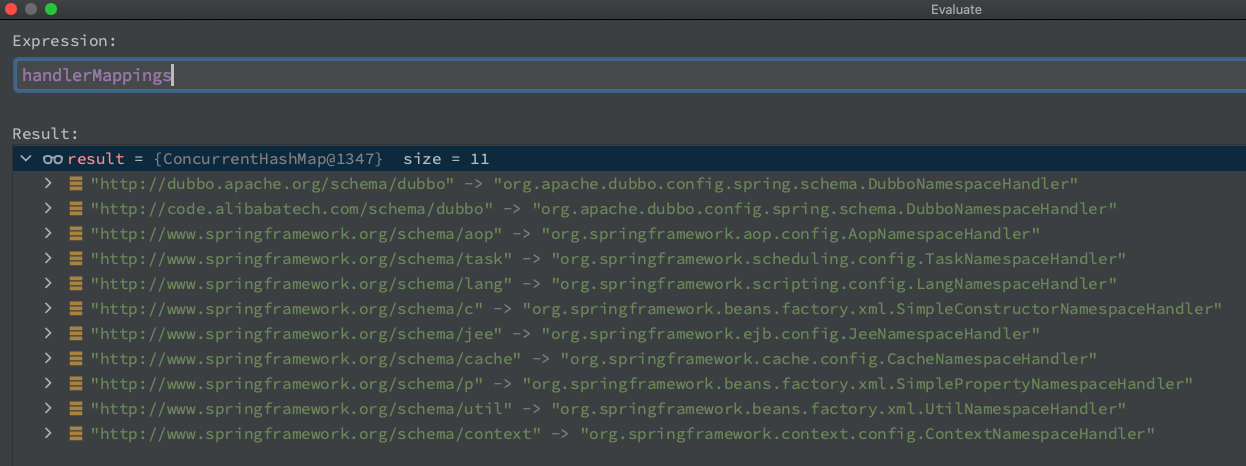 Evaluate
Expression:
handlerMappings
Result:
result = {ConcurrentHashMap@1347} size = 11
"http://dubbo.apache.org/schema/dubbo" -> "org.apache.dubbo.config.spring.schema.DubboNamespaceHandler"
"http://code.alibabatech.com/schema/dubbo" -> "org.apache.dubbo.config.spring.schema.DubboNamespaceHandler"
"http://www.springframework.org/schema/aop" -> "org.springframework.aop.config.AopNamespaceHandler"
"http://www.springframework.org/schema/task" -> "org.springframework.scheduling.config.TaskNamespaceHandler"
"http://www.springframework.org/schema/lang" -> "org.springframework.scripting.config.LangNamespaceHandler"
"http://www.springframework.org/schema/c" -> "org.springframework.beans.factory.xml.SimpleConstructorNamespaceHandler"
"http://www.springframework.org/schema/jee" -> "org.springframework.ejb.config.JeeNamespaceHandler"
"http://www.springframework.org/schema/cache" -> "org.springframework.cache.config.CacheNamespaceHandler"
"http://www.springframework.org/schema/p" -> "org.springframework.beans.factory.xml.SimplePropertyNamespaceHandler"
"http://www.springframework.org/schema/util" -> "org.springframework.beans.factory.xml.UtilNamespaceHandler"
"http://www.springframework.org/schema/context" -> "org.springframework.context.config.ContextNamespaceHandler"